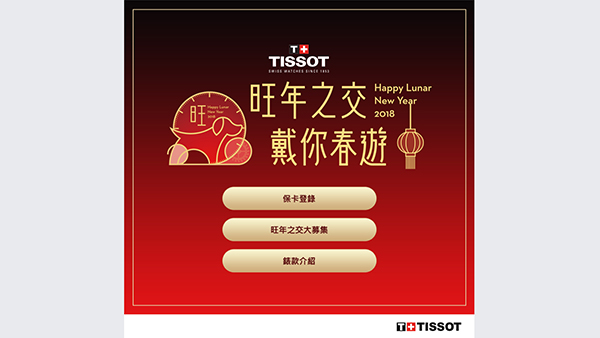 T+
TISSOT
SWISS WATCHES SINCE 1853
旺年之交
戴你春遊
Happy Lunar
New Year
2018
旺
Happy Lunar
New Year
2018
保卡登錄
旺年之交大募集
錶款介紹
T+TISSOT